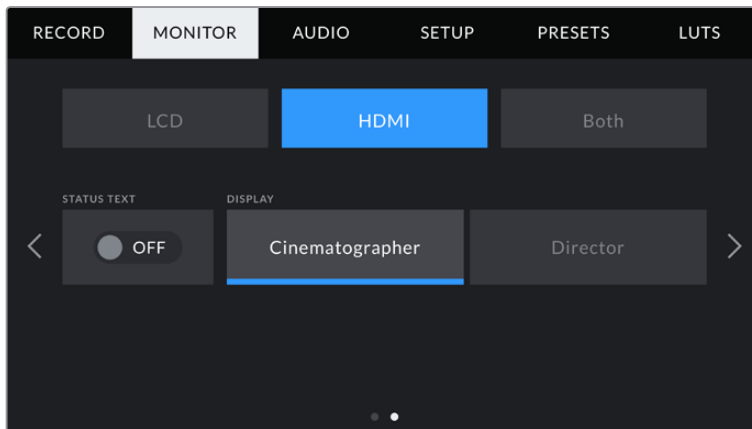 RECORD MONITOR AUDIO SETUP PRESETS LUTS
LCD HDMI Both
STATUS TEXT DISPLAY
OFF Cinematographer Director